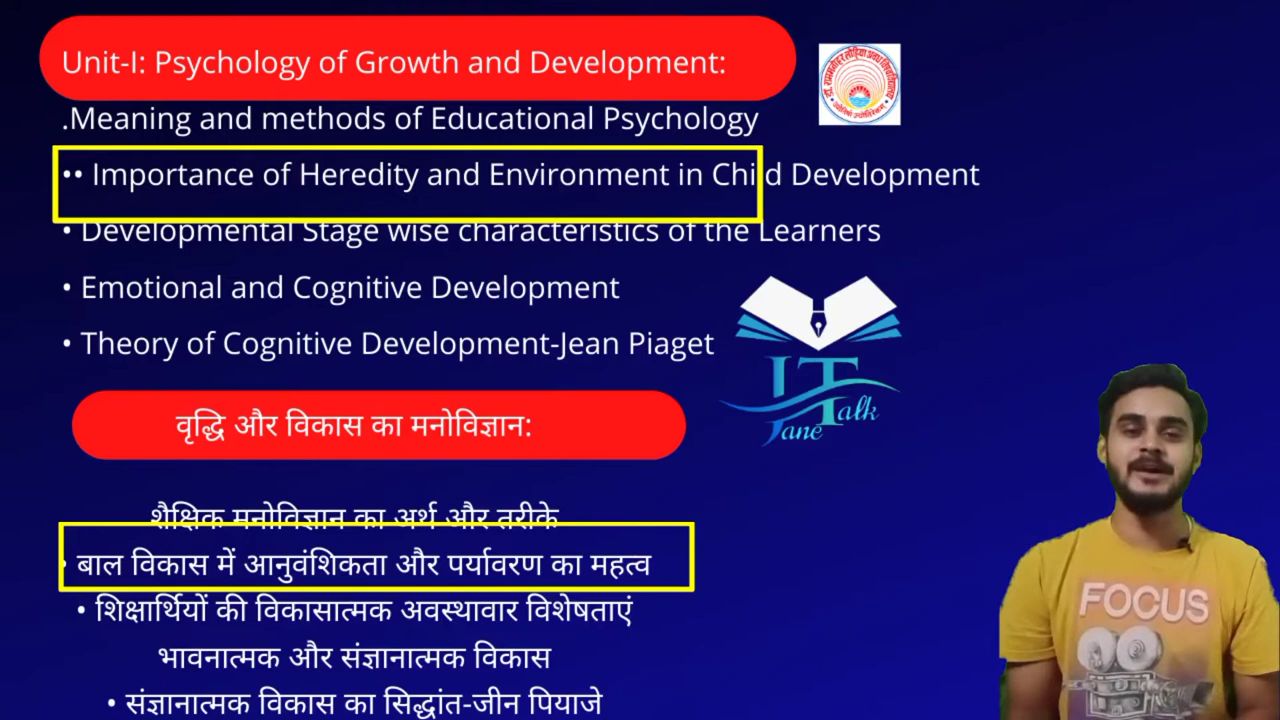 Unit-I: Psychology of Growth and Development:
.Meaning and methods of Educational Psychology
•• Importance of Heredity and Environment in Child Development
• Developmental Stage wise characteristics of the Learners
• Emotional and Cognitive Development
• Theory of Cognitive Development-Jean Piaget
JT
Jane Talk
वृद्धि और विकास का मनोविज्ञान:
शैक्षिक मनोविज्ञान का अर्थ और तरीके
• बाल विकास में आनुवंशिकता और पर्यावरण का महत्व
• शिक्षार्थियों की विकासात्मक अवस्थावार विशेषताएं
भावनात्मक और संज्ञानात्मक विकास
• संज्ञानात्मक विकास का सिद्धांत-जीन पियाजे
FOCUS